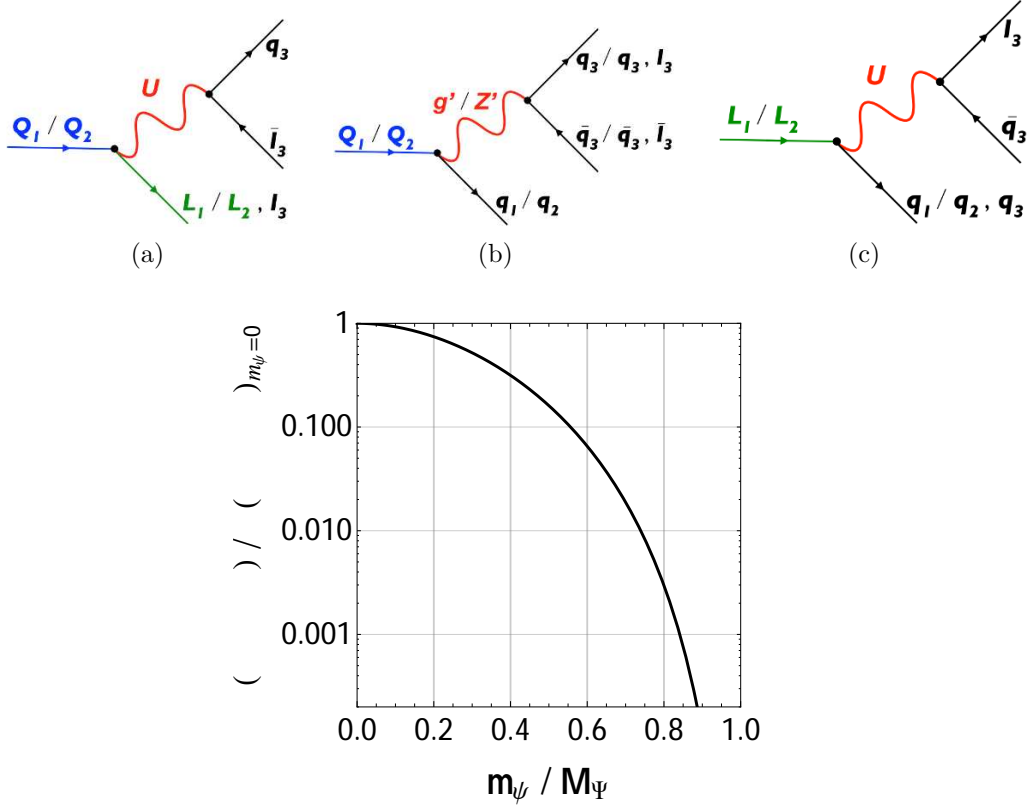 q₃
U
Q₁ / Q₂
l̄₃
L₁ / L₂ , l₃
(a)
q₃ / q₃ , l₃
g' / Z'
Q₁ / Q₂
q̄₃ / q̄₃ , l̄₃
q₁ / q₂
(b)
l₃
U
L₁ / L₂
q̄₃
q₁ / q₂ , q₃
(c)
( ) / ( )mψ=0
1
0.100
0.010
0.001
0.0 0.2 0.4 0.6 0.8 1.0
mψ / MΨ